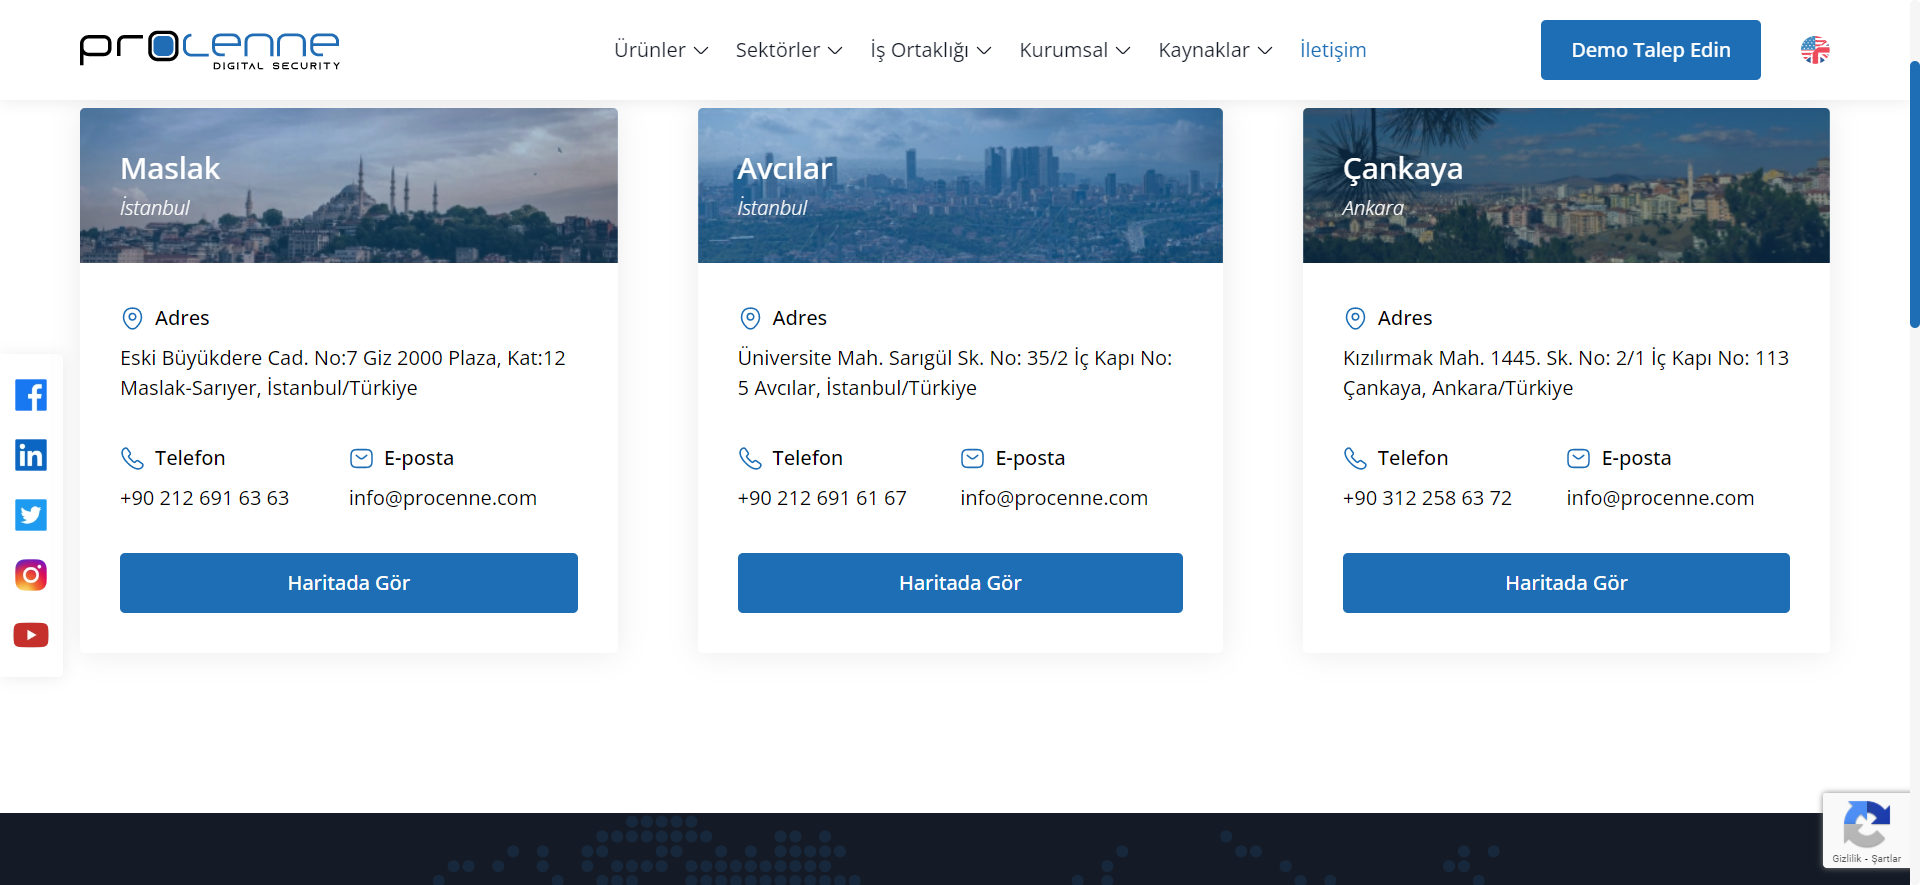 procenne
DIGITAL SECURITY
Ürünler
Sektörler
İş Ortaklığı
Kurumsal
Kaynaklar
İletişim
Demo Talep Edin
Maslak
İstanbul
Adres
Eski Büyükdere Cad. No:7 Giz 2000 Plaza, Kat:12
Maslak-Sarıyer, İstanbul/Türkiye
Telefon
+90 212 691 63 63
E-posta
info@procenne.com
Haritada Gör
Avcılar
İstanbul
Adres
Üniversite Mah. Sarıgül Sk. No: 35/2 İç Kapı No:
5 Avcılar, İstanbul/Türkiye
Telefon
+90 212 691 61 67
E-posta
info@procenne.com
Haritada Gör
Çankaya
Ankara
Adres
Kızılırmak Mah. 1445. Sk. No: 2/1 İç Kapı No: 113
Çankaya, Ankara/Türkiye
Telefon
+90 312 258 63 72
E-posta
info@procenne.com
Haritada Gör
Gizlilik - Şartlar